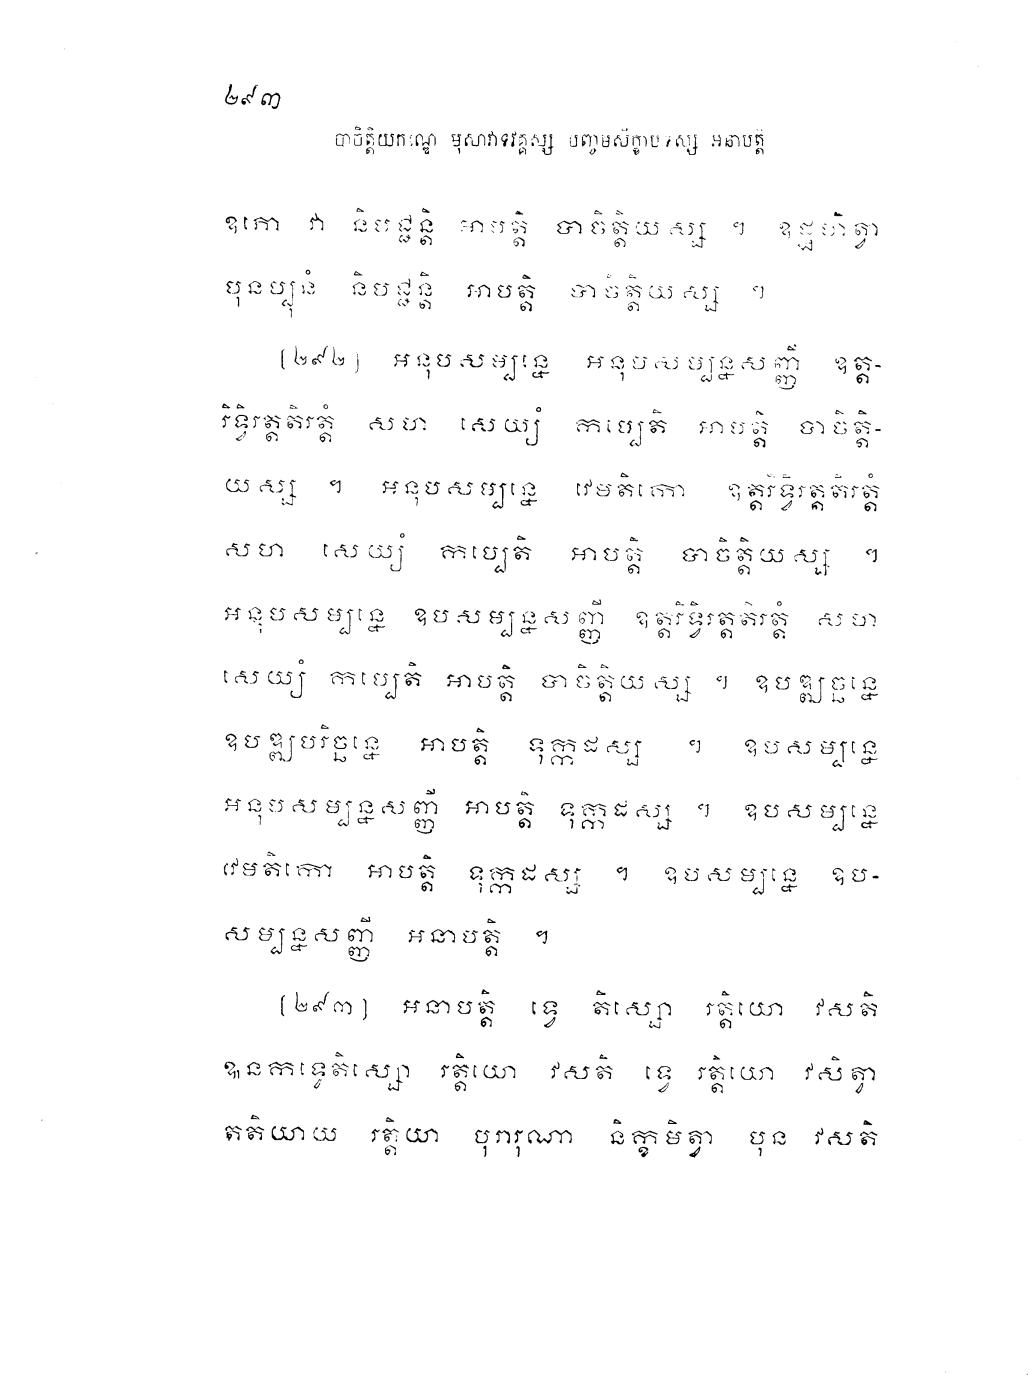 ២៩៣
បាចិត្តិយកណ្ឌេ មុសាវាទវគ្គស្ស បញ្ចមសិក្ខាបទស្ស អនាបត្តិ
ឧភោ វា និបជ្ជន្តិ អាបត្តិ បាចិត្តិយស្ស ។ ឧដ្ឋហិត្វា
បុនប្បុនំ និបជ្ជន្តិ អាបត្តិ បាចិត្តិយស្ស ។
[២៩២] អនុបសម្បន្នេ អនុបសម្បន្នសញ្ញី ឧត្ត-
រិទ្វិរត្តតិរត្តំ សហ សេយ្យំ កប្បេតិ អាបត្តិ បាចិត្តិ-
យស្ស ។ អនុបសម្បន្នេ វេមតិកោ ឧត្តរិទ្វិរត្តតិរត្តំ
សហ សេយ្យំ កប្បេតិ អាបត្តិ បាចិត្តិយស្ស ។
អនុបសម្បន្នេ ឧបសម្បន្នសញ្ញី ឧត្តរិទ្វិរត្តតិរត្តំ សហ
សេយ្យំ កប្បេតិ អាបត្តិ បាចិត្តិយស្ស ។ ឧបឌ្ឍច្ឆន្នេ
ឧបឌ្ឍបរិច្ឆន្នេ អាបត្តិ ទុក្កដស្ស ។ ឧបសម្បន្នេ
អនុបសម្បន្នសញ្ញី អាបត្តិ ទុក្កដស្ស ។ ឧបសម្បន្នេ
វេមតិកោ អាបត្តិ ទុក្កដស្ស ។ ឧបសម្បន្នេ ឧប-
សម្បន្នសញ្ញី អនាបត្តិ ។
[២៩៣] អនាបត្តិ ទ្វេ តិស្សោ រត្តិយោ វសតិ
ឩនកទ្វេតិស្សោ រត្តិយោ វសតិ ទ្វេ រត្តិយោ វសិត្វា
តតិយាយ រត្តិយា បុរារុណា និក្ខមិត្វា បុន វសតិ